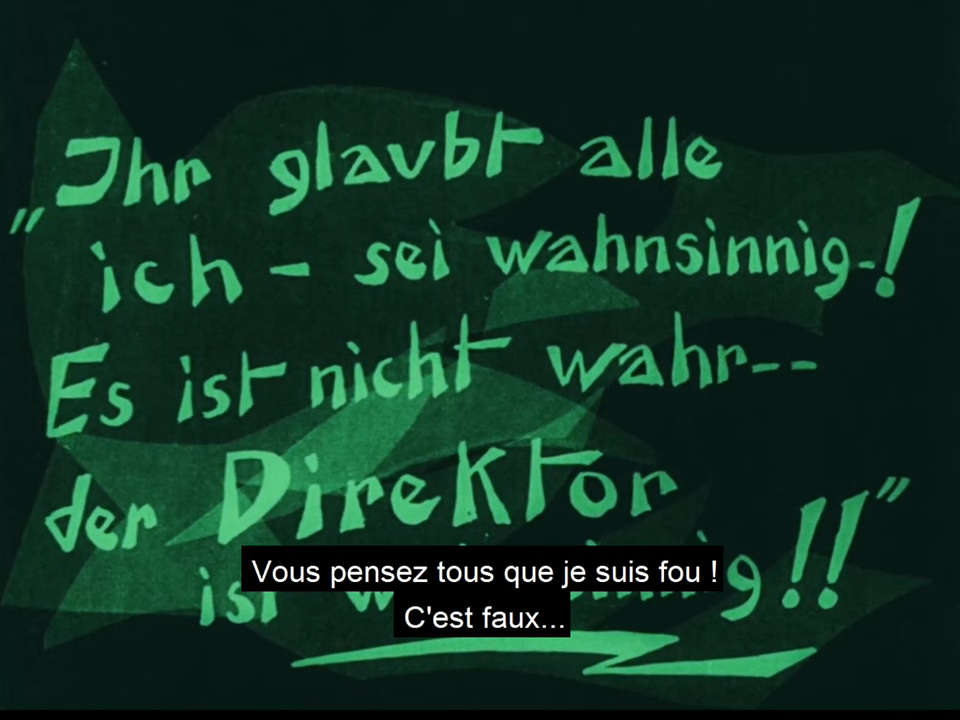 „Ihr glaubt alle
ich – sei wahnsinnig-!
Es ist nicht wahr--
der Direktor
ist !!”
Vous pensez tous que je suis fou !
C'est faux...